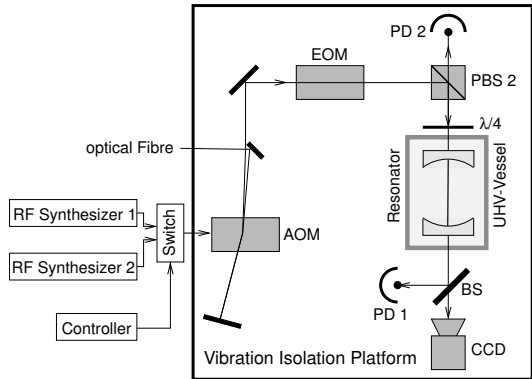 PD 2
EOM
PBS 2
λ/4
optical Fibre
Resonator
UHV-Vessel
RF Synthesizer 1
Switch
AOM
RF Synthesizer 2
BS
PD 1
Controller
CCD
Vibration Isolation Platform